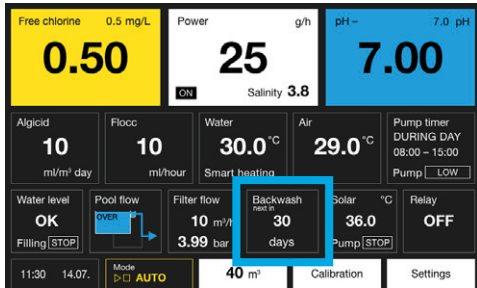 Free chlorine 0.5 mg/L
0.50
Power g/h
25
ON Salinity 3.8
pH – 7.0 pH
7.00
Algicid
10
ml/m³ day
Flocc
10
ml/hour
Water
30.0 °C
Smart heating
Air
29.0 °C
Pump timer
DURING DAY
08:00 – 15:00
Pump LOW
Water level
OK
Filling STOP
Pool flow
OVER
Filter flow
10 m³/h
3.99 bar
Backwash
next in
30
days
Solar °C
36.0
Pump STOP
Relay
OFF
11:30 14.07.
Mode
AUTO
40 m³
Calibration
Settings